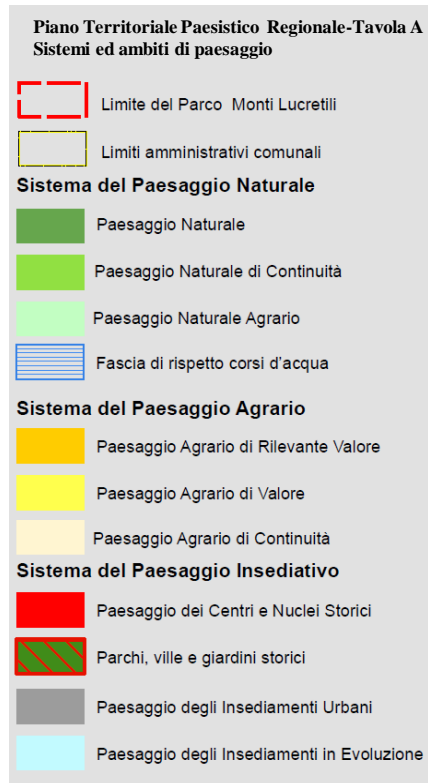 Piano Territoriale Paesistico Regionale-Tavola A
Sistemi ed ambiti di paesaggio
Limite del Parco Monti Lucretili
Limiti amministrativi comunali
Sistema del Paesaggio Naturale
Paesaggio Naturale
Paesaggio Naturale di Continuità
Paesaggio Naturale Agrario
Fascia di rispetto corsi d'acqua
Sistema del Paesaggio Agrario
Paesaggio Agrario di Rilevante Valore
Paesaggio Agrario di Valore
Paesaggio Agrario di Continuità
Sistema del Paesaggio Insediativo
Paesaggio dei Centri e Nuclei Storici
Parchi, ville e giardini storici
Paesaggio degli Insediamenti Urbani
Paesaggio degli Insediamenti in Evoluzione